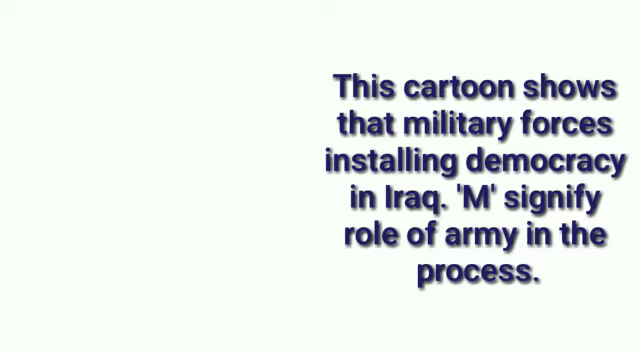 This cartoon shows
that military forces
installing democracy
in Iraq. 'M' signify
role of army in the
process.